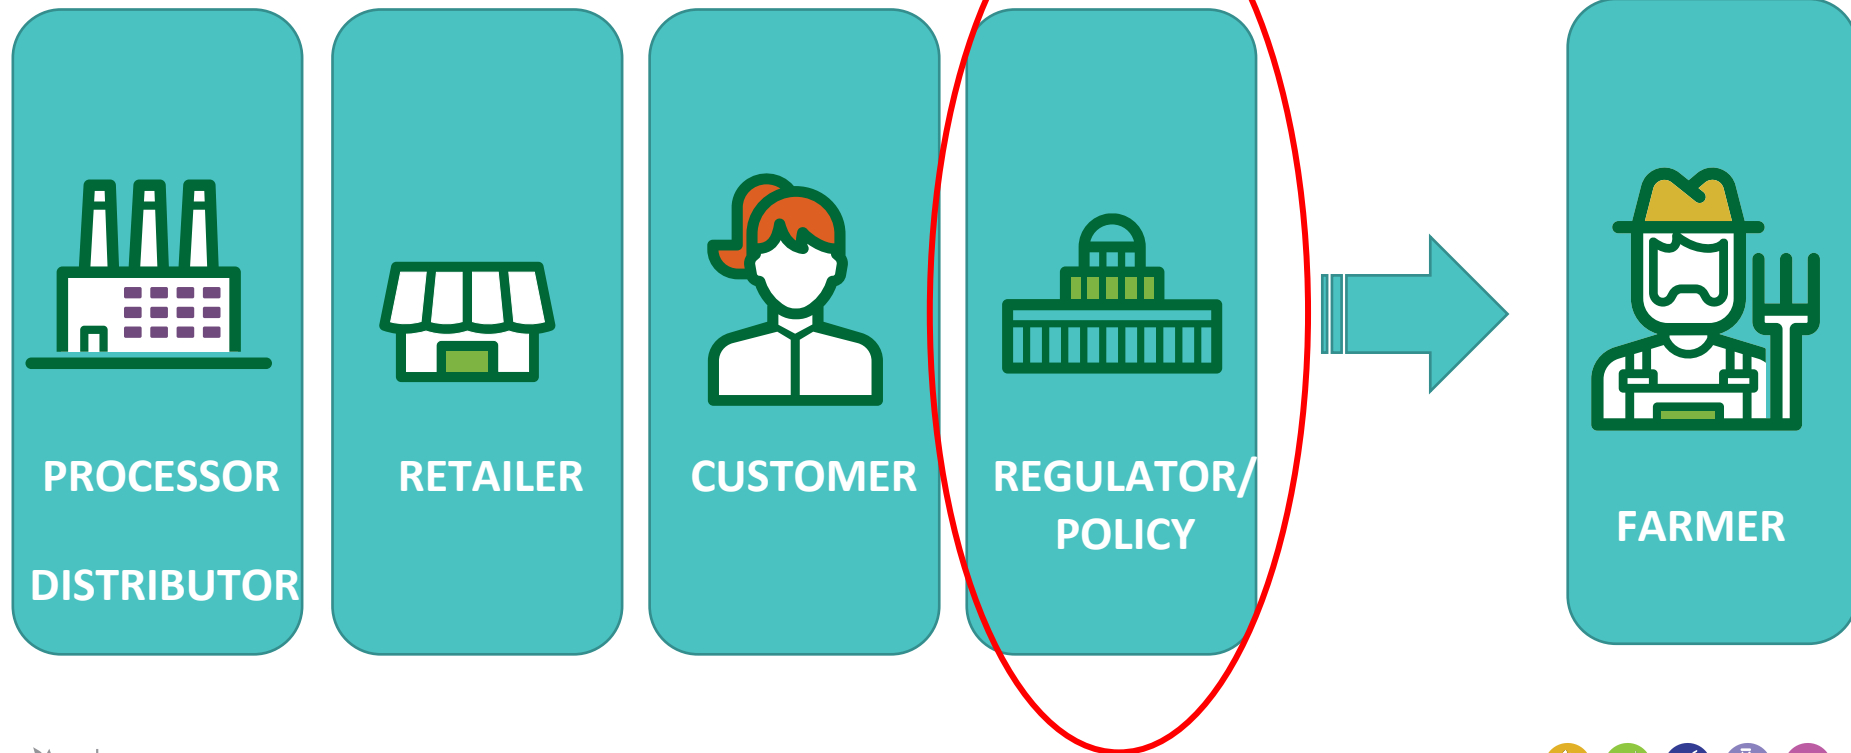 PROCESSOR
DISTRIBUTOR
RETAILER
CUSTOMER
REGULATOR/
POLICY
FARMER